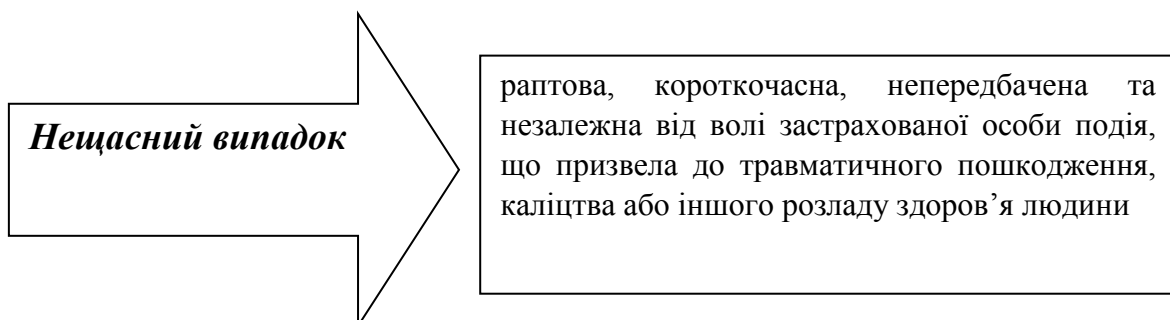 Нещасний випадок
раптова, короткочасна, непередбачена та
незалежна від волі застрахованої особи подія,
що призвела до травматичного пошкодження,
каліцтва або іншого розладу здоров’я людини